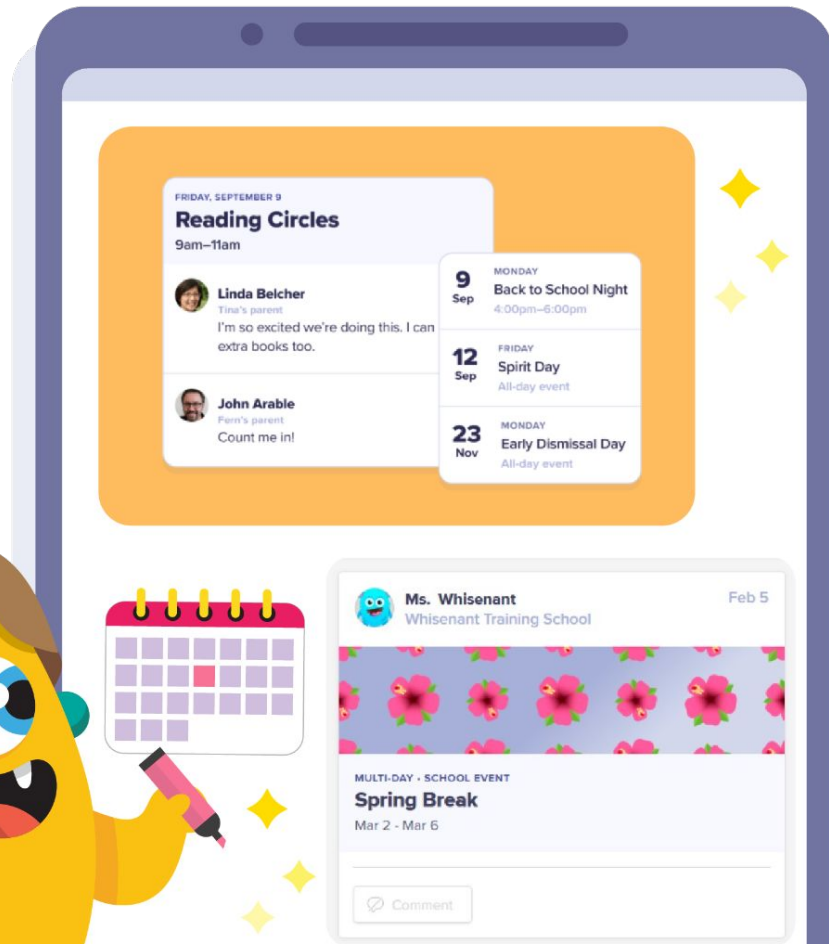 FRIDAY, SEPTEMBER 9
Reading Circles
9am–11am
Linda Belcher
Tina's parent
I'm so excited we're doing this. I can
extra books too.
John Arable
Fern's parent
Count me in!
9
Sep
MONDAY
Back to School Night
4:00pm–6:00pm
12
Sep
FRIDAY
Spirit Day
All-day event
23
Nov
MONDAY
Early Dismissal Day
All-day event
Ms. Whisenant
Feb 5
Whisenant Training School
MULTI-DAY • SCHOOL EVENT
Spring Break
Mar 2 - Mar 6
Comment